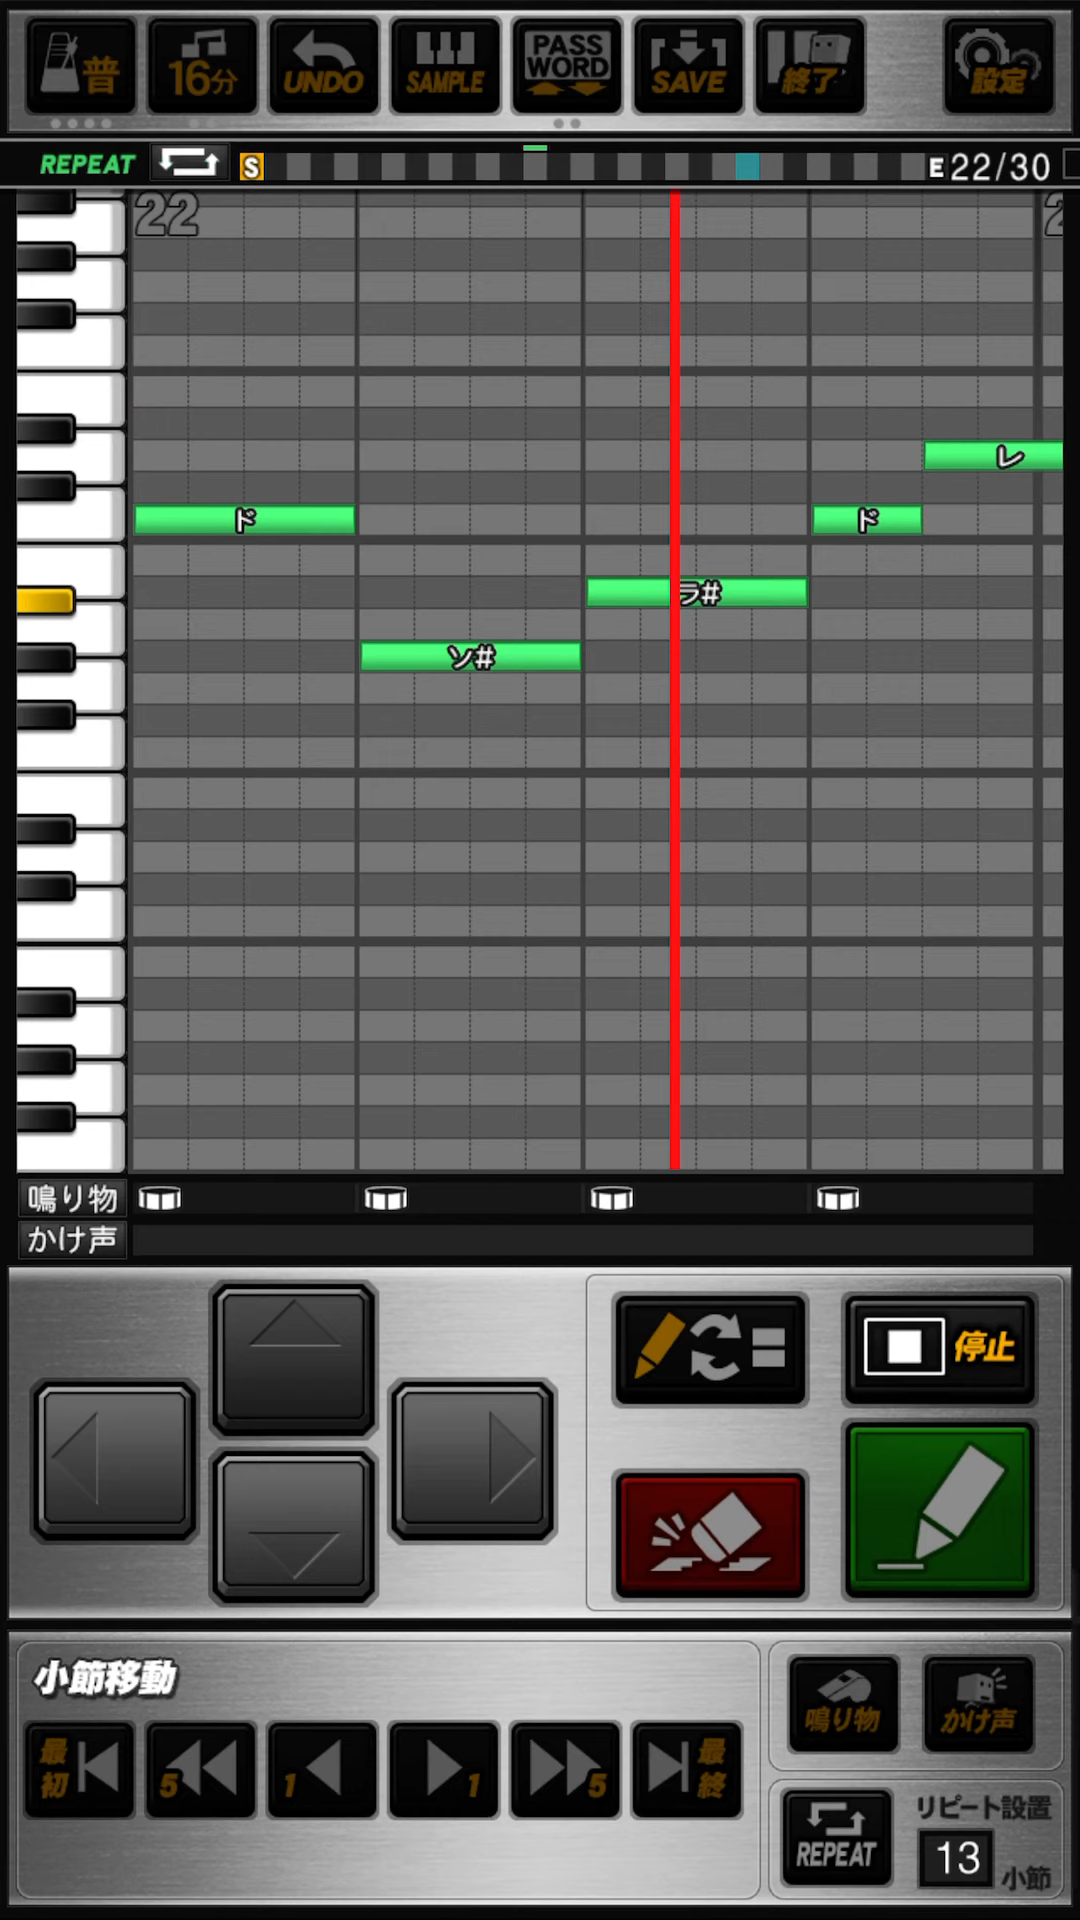 普
16分
UNDO
SAMPLE
PASS
WORD
SAVE
終了
設定
REPEAT
S
E 22/30
22
レ
ド
ド
ラ#
ソ#
鳴り物
かけ声
停止
小節移動
最初
5
1
1
5
最終
鳴り物
かけ声
REPEAT
リピート設置
13
小節